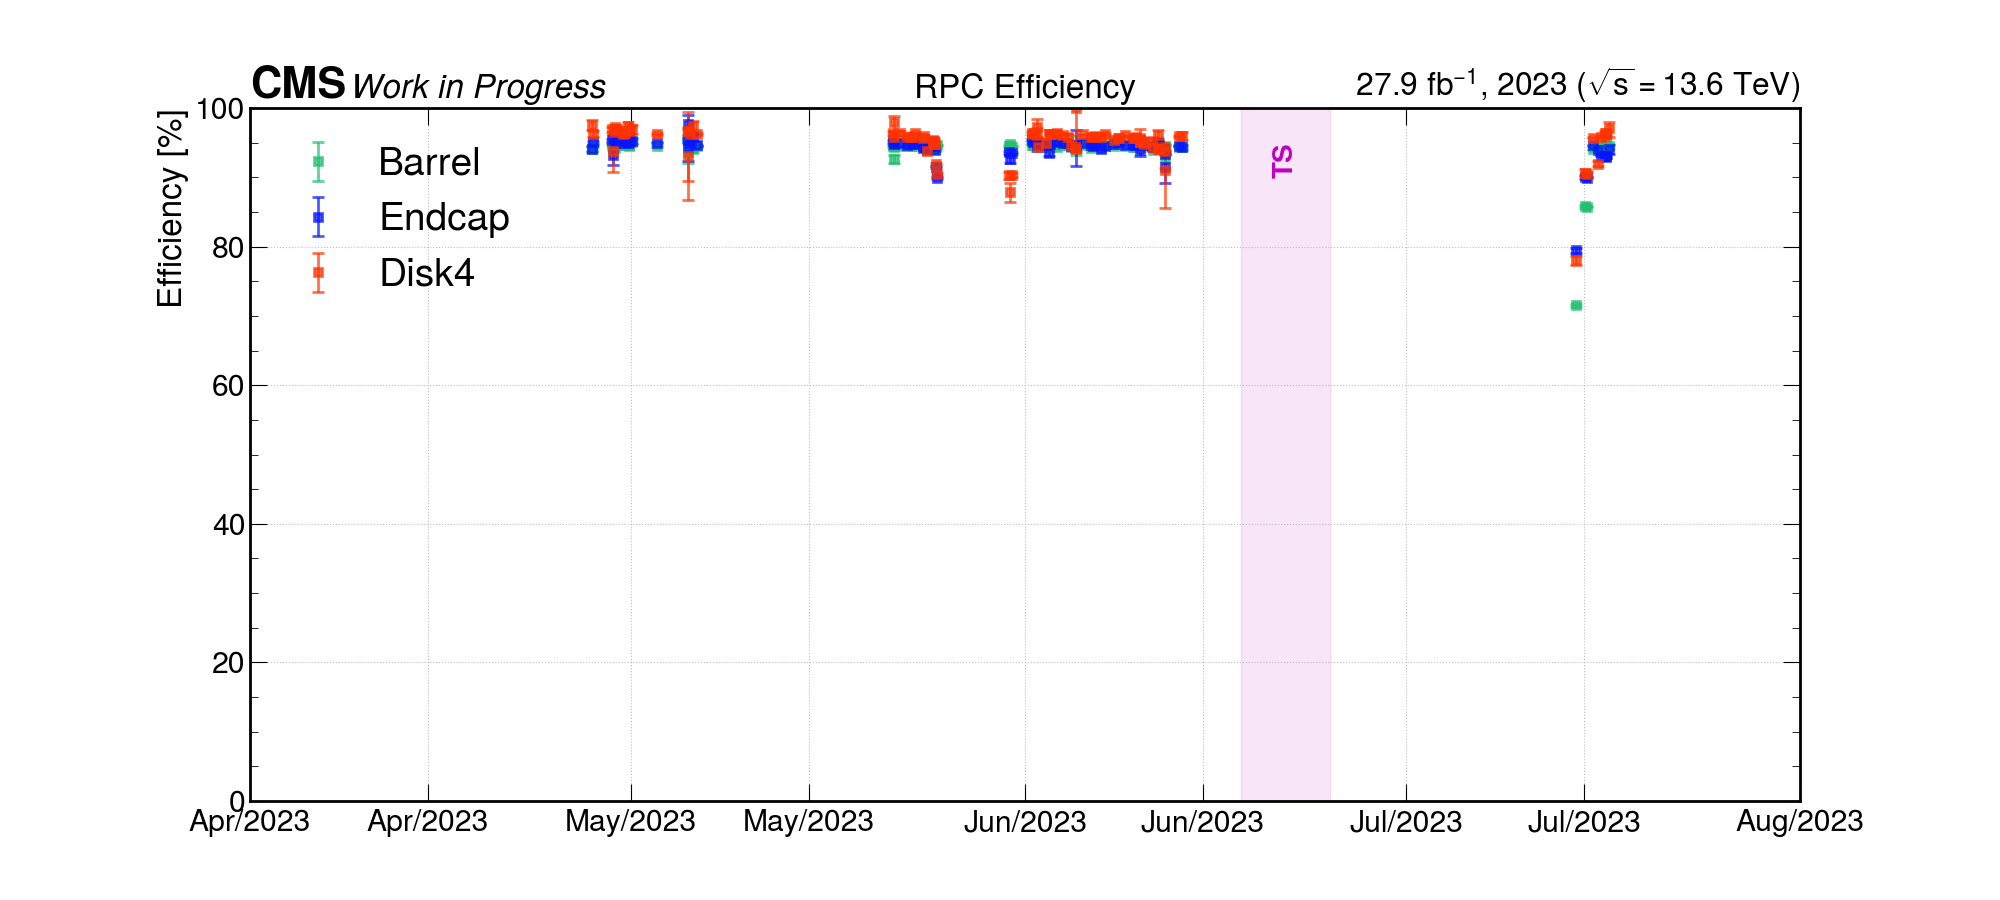 CMS Work in Progress RPC Efficiency 27.9 fb⁻¹, 2023 (√s = 13.6 TeV)
Efficiency [%]
100
80
60
40
20
0
Barrel
Endcap
Disk4
TS
Apr/2023 Apr/2023 May/2023 May/2023 Jun/2023 Jun/2023 Jul/2023 Jul/2023 Aug/2023